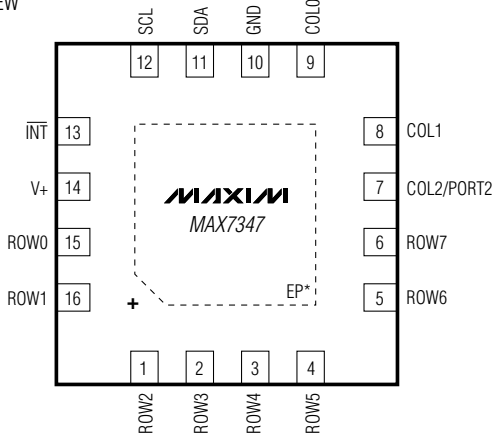 EW
SCL
SDA
GND
COL0
12
11
10
9
INT
13
8
COL1
V+
14
MAXIM
7
COL2/PORT2
MAX7347
ROW0
15
6
ROW7
ROW1
16
+
EP*
5
ROW6
1
2
3
4
ROW2
ROW3
ROW4
ROW5